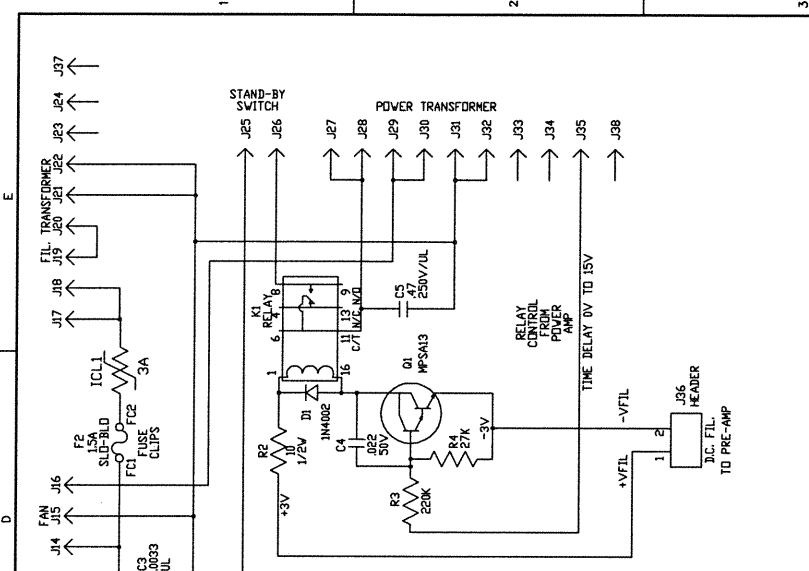 1
2
3
E
D
J37
J24
J23
J22
J21
J20
J19
FIL. TRANSFORMER
J18
J17
STAND-BY
SWITCH
J25
J26
POWER TRANSFORMER
J27
J28
J29
J30
J31
J32
J33
J34
J35
J38
ICL1
3A
F2
1.5A
SLO-BLO
FC1
FC2
FUSE
CLIPS
J16
FAN
J15
J14
C3
.0033
UL
K1
RELAY
6
4
8
11
13
9
C/T
N/C
N/O
1
16
C5
.47
250V/UL
RELAY
CONTROL
FROM
POWER
AMP
TIME DELAY 0V TO 15V
D1
1N4002
Q1
MPSA13
R2
10
1/2W
C4
.022
50V
R4
27K
R3
220K
+3V
-3V
-VFIL
+VFIL
J36
HEADER
2
1
D.C. FIL.
TO PRE-AMP